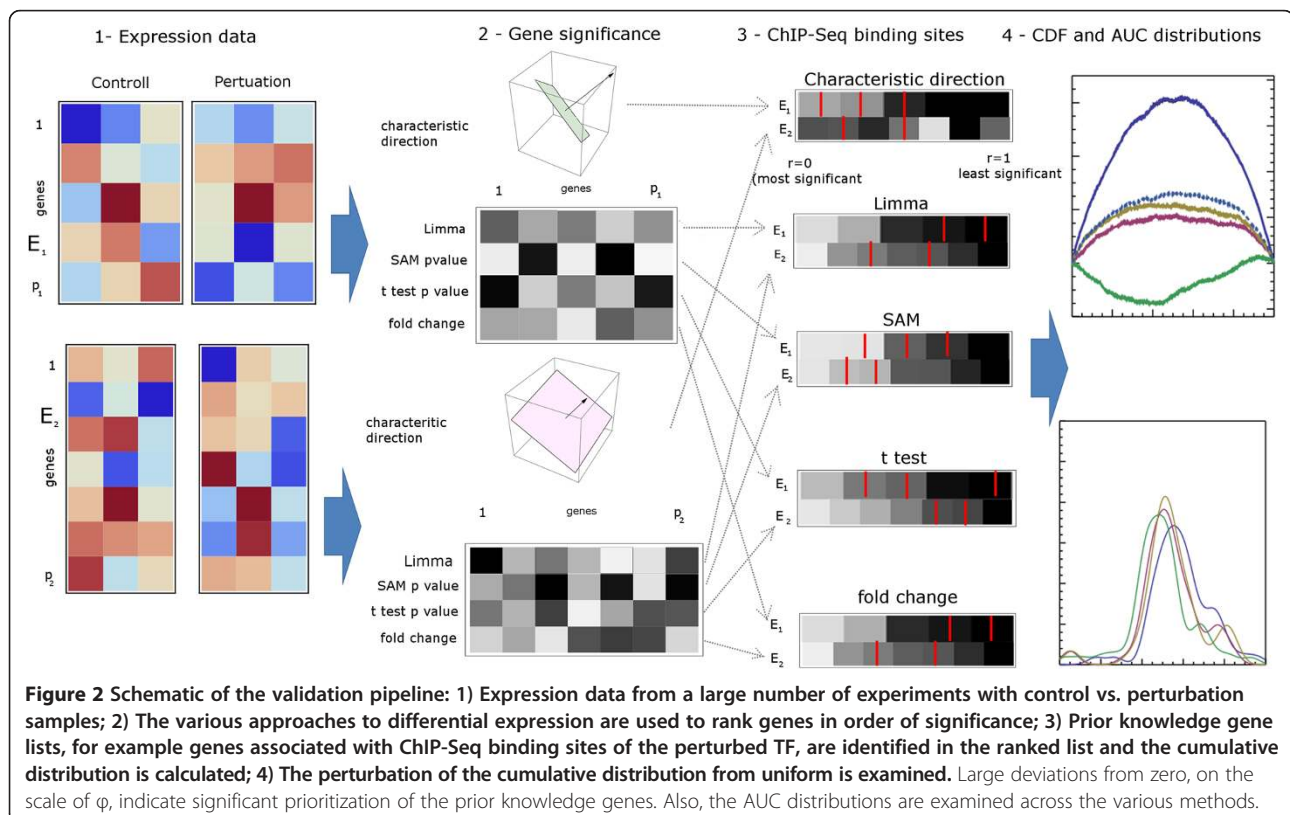 1- Expression data
2 - Gene significance
3 - ChIP-Seq binding sites
4 - CDF and AUC distributions
Controll
Pertuation
1
genes
E1
p1
1
E2
genes
p2
characteristic
direction
1
genes
p1
Limma
SAM pvalue
t test p value
fold change
characteritic
direction
1
genes
p2
Limma
SAM p value
t test p value
fold change
Characteristic direction
E1
E2
r=0
(most significant
r=1
least significant
Limma
E1
E2
SAM
E1
E2
t test
E1
E2
fold change
E1
E2
Figure 2 Schematic of the validation pipeline: 1) Expression data from a large number of experiments with control vs. perturbation
samples; 2) The various approaches to differential expression are used to rank genes in order of significance; 3) Prior knowledge gene
lists, for example genes associated with ChIP-Seq binding sites of the perturbed TF, are identified in the ranked list and the cumulative
distribution is calculated; 4) The perturbation of the cumulative distribution from uniform is examined. Large deviations from zero, on the
scale of φ, indicate significant prioritization of the prior knowledge genes. Also, the AUC distributions are examined across the various methods.